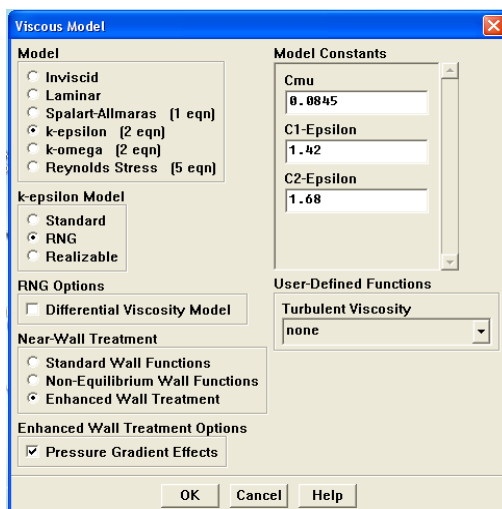 Viscous Model
Model
Inviscid
Laminar
Spalart-Allmaras (1 eqn)
k-epsilon (2 eqn)
k-omega (2 eqn)
Reynolds Stress (5 eqn)
k-epsilon Model
Standard
RNG
Realizable
RNG Options
Differential Viscosity Model
Near-Wall Treatment
Standard Wall Functions
Non-Equilibrium Wall Functions
Enhanced Wall Treatment
Enhanced Wall Treatment Options
Pressure Gradient Effects
Model Constants
Cmu
0.0845
C1-Epsilon
1.42
C2-Epsilon
1.68
User-Defined Functions
Turbulent Viscosity
none
OK Cancel Help